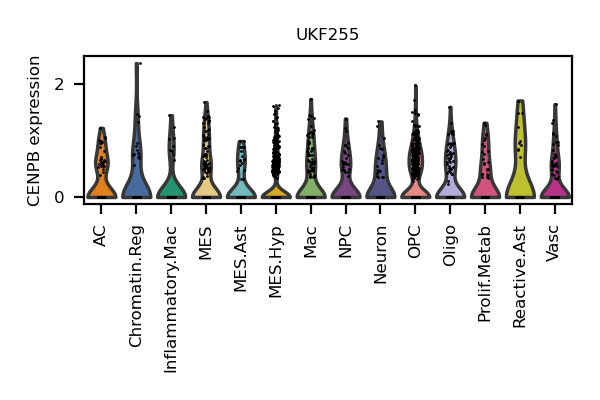 UKF255
CENPB expression
2
0
AC
Chromatin.Reg
Inflammatory.Mac
MES
MES.Ast
MES.Hyp
Mac
NPC
Neuron
OPC
Oligo
Prolif.Metab
Reactive.Ast
Vasc